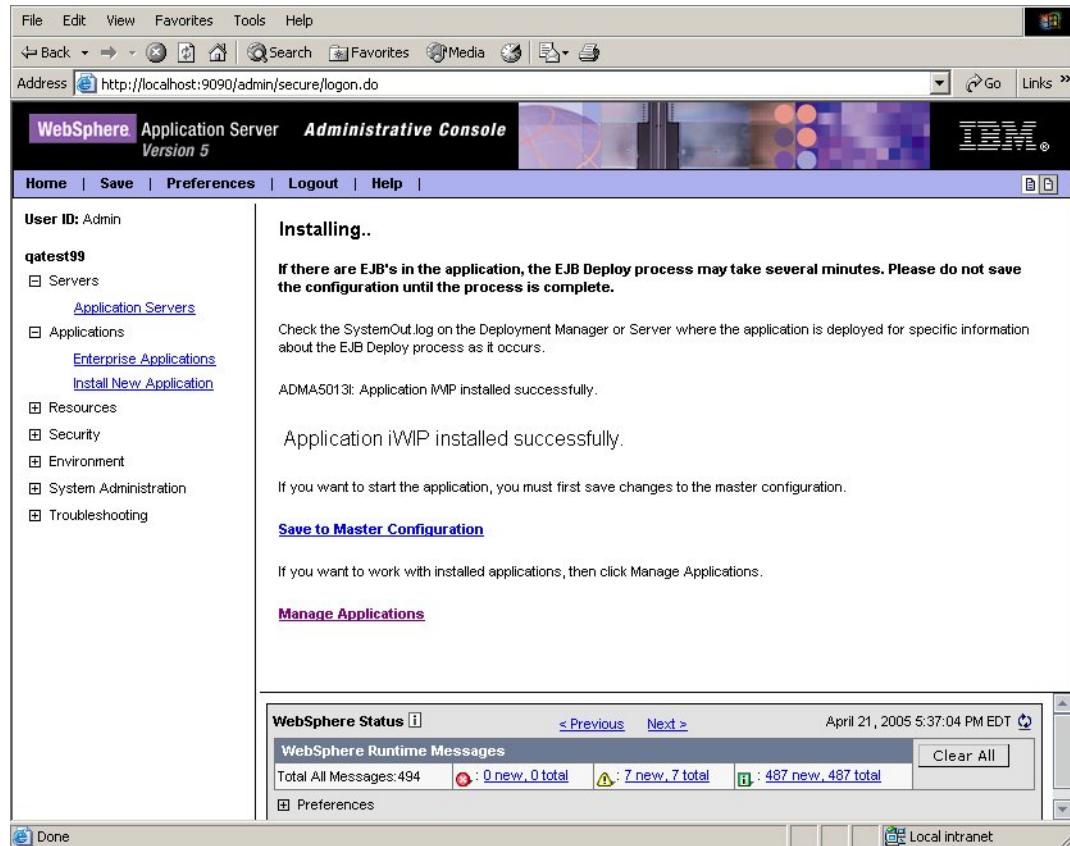 File Edit View Favorites Tools Help
Back Search Favorites Media
Address http://localhost:9090/admin/secure/logon.do Go Links »
WebSphere Application Server Administrative Console
Version 5
IBM®
Home | Save | Preferences | Logout | Help |
User ID: Admin
qatest99
Servers
Application Servers
Applications
Enterprise Applications
Install New Application
Resources
Security
Environment
System Administration
Troubleshooting
Installing..
If there are EJB's in the application, the EJB Deploy process may take several minutes. Please do not save
the configuration until the process is complete.
Check the SystemOut.log on the Deployment Manager or Server where the application is deployed for specific information
about the EJB Deploy process as it occurs.
ADMA5013I: Application iWIP installed successfully.
Application iWIP installed successfully.
If you want to start the application, you must first save changes to the master configuration.
Save to Master Configuration
If you want to work with installed applications, then click Manage Applications.
Manage Applications
WebSphere Status i < Previous Next > April 21, 2005 5:37:04 PM EDT
WebSphere Runtime Messages
Clear All
Total All Messages:494 : 0 new, 0 total : 7 new, 7 total : 487 new, 487 total
Preferences
Done Local intranet